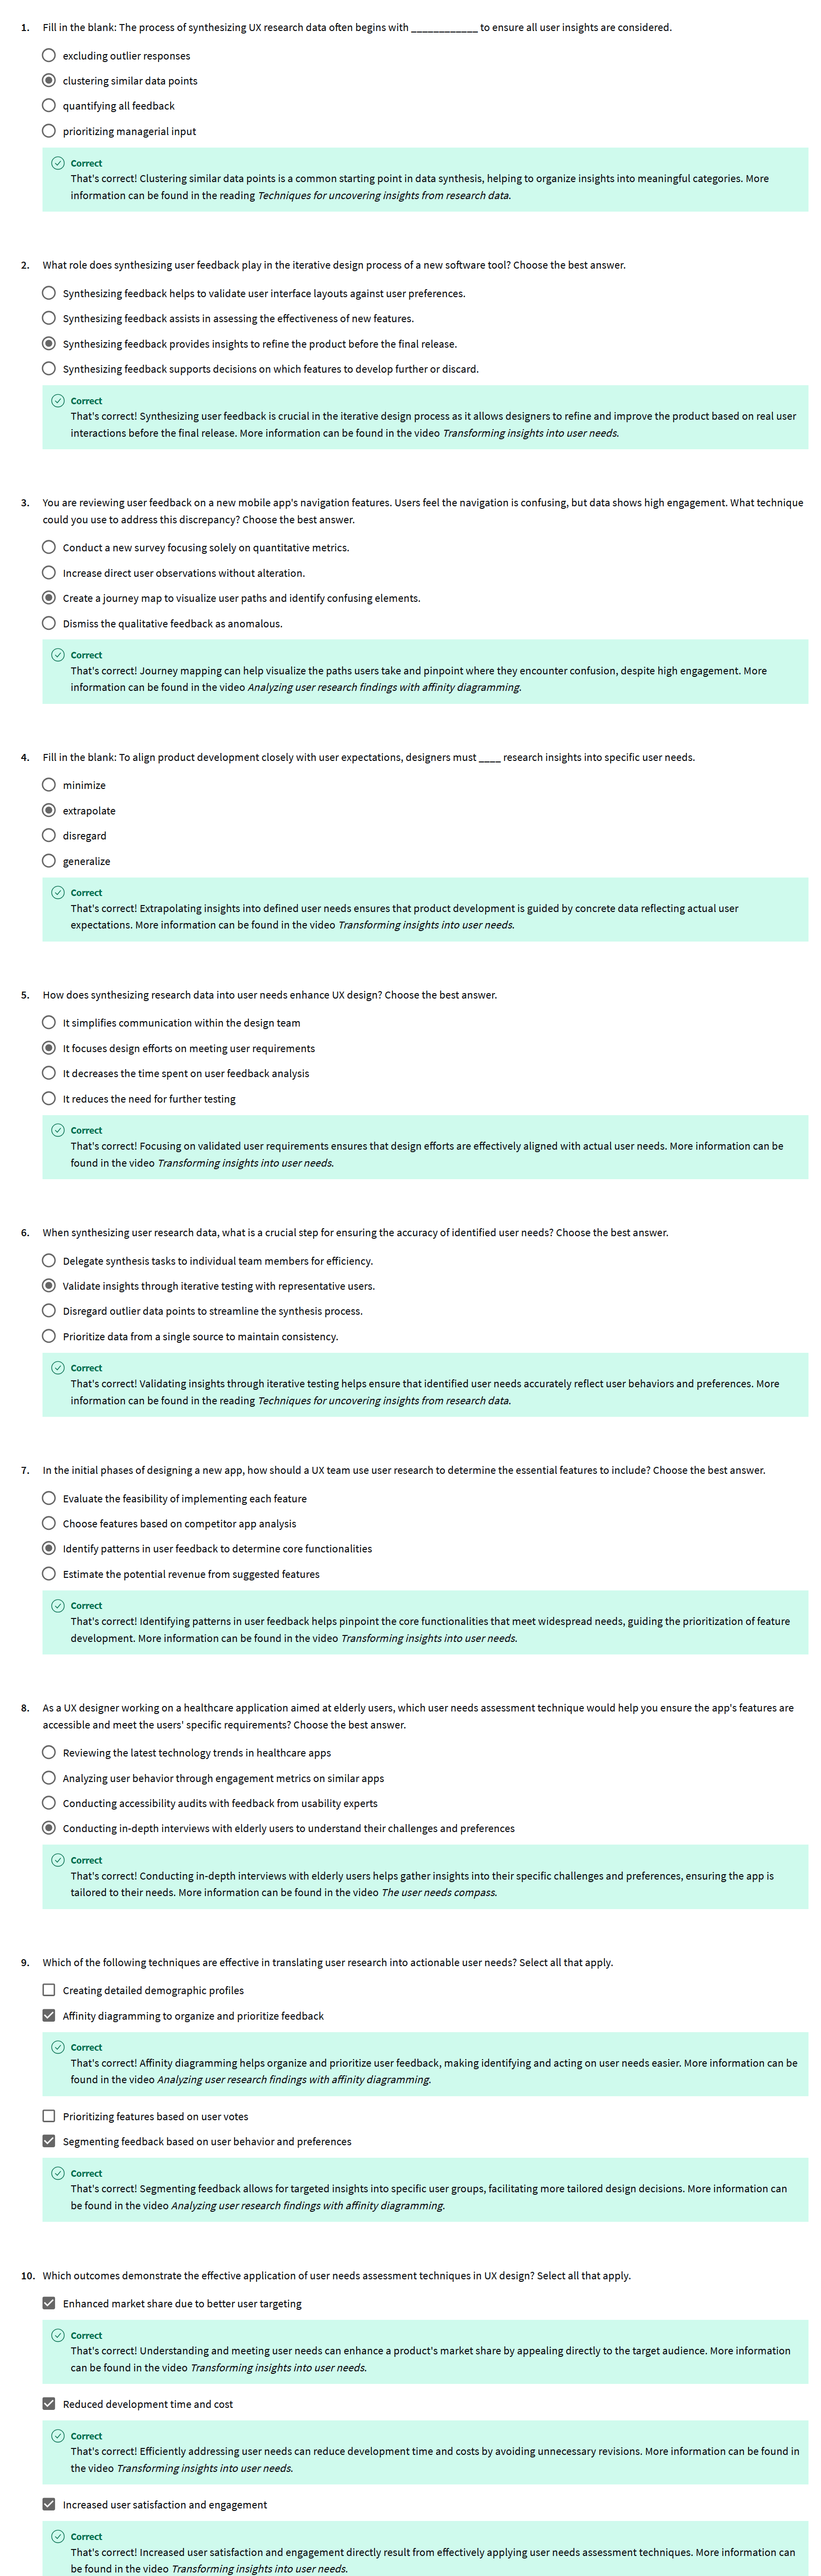 1. Fill in the blank: The process of synthesizing UX research data often begins with ____________ to ensure all user insights are considered.
excluding outlier responses
clustering similar data points
quantifying all feedback
prioritizing managerial input
Correct
That's correct! Clustering similar data points is a common starting point in data synthesis, helping to organize insights into meaningful categories. More
information can be found in the reading Techniques for uncovering insights from research data.
2. What role does synthesizing user feedback play in the iterative design process of a new software tool? Choose the best answer.
Synthesizing feedback helps to validate user interface layouts against user preferences.
Synthesizing feedback assists in assessing the effectiveness of new features.
Synthesizing feedback provides insights to refine the product before the final release.
Synthesizing feedback supports decisions on which features to develop further or discard.
Correct
That's correct! Synthesizing user feedback is crucial in the iterative design process as it allows designers to refine and improve the product based on real user
interactions before the final release. More information can be found in the video Transforming insights into user needs.
3. You are reviewing user feedback on a new mobile app's navigation features. Users feel the navigation is confusing, but data shows high engagement. What technique
could you use to address this discrepancy? Choose the best answer.
Conduct a new survey focusing solely on quantitative metrics.
Increase direct user observations without alteration.
Create a journey map to visualize user paths and identify confusing elements.
Dismiss the qualitative feedback as anomalous.
Correct
That's correct! Journey mapping can help visualize the paths users take and pinpoint where they encounter confusion, despite high engagement. More
information can be found in the video Analyzing user research findings with affinity diagramming.
4. Fill in the blank: To align product development closely with user expectations, designers must ____ research insights into specific user needs.
minimize
extrapolate
disregard
generalize
Correct
That's correct! Extrapolating insights into defined user needs ensures that product development is guided by concrete data reflecting actual user
expectations. More information can be found in the video Transforming insights into user needs.
5. How does synthesizing research data into user needs enhance UX design? Choose the best answer.
It simplifies communication within the design team
It focuses design efforts on meeting user requirements
It decreases the time spent on user feedback analysis
It reduces the need for further testing
Correct
That's correct! Focusing on validated user requirements ensures that design efforts are effectively aligned with actual user needs. More information can be
found in the video Transforming insights into user needs.
6. When synthesizing user research data, what is a crucial step for ensuring the accuracy of identified user needs? Choose the best answer.
Delegate synthesis tasks to individual team members for efficiency.
Validate insights through iterative testing with representative users.
Disregard outlier data points to streamline the synthesis process.
Prioritize data from a single source to maintain consistency.
Correct
That's correct! Validating insights through iterative testing helps ensure that identified user needs accurately reflect user behaviors and preferences. More
information can be found in the reading Techniques for uncovering insights from research data.
7. In the initial phases of designing a new app, how should a UX team use user research to determine the essential features to include? Choose the best answer.
Evaluate the feasibility of implementing each feature
Choose features based on competitor app analysis
Identify patterns in user feedback to determine core functionalities
Estimate the potential revenue from suggested features
Correct
That's correct! Identifying patterns in user feedback helps pinpoint the core functionalities that meet widespread needs, guiding the prioritization of feature
development. More information can be found in the video Transforming insights into user needs.
8. As a UX designer working on a healthcare application aimed at elderly users, which user needs assessment technique would help you ensure the app's features are
accessible and meet the users' specific requirements? Choose the best answer.
Reviewing the latest technology trends in healthcare apps
Analyzing user behavior through engagement metrics on similar apps
Conducting accessibility audits with feedback from usability experts
Conducting in-depth interviews with elderly users to understand their challenges and preferences
Correct
That's correct! Conducting in-depth interviews with elderly users helps gather insights into their specific challenges and preferences, ensuring the app is
tailored to their needs. More information can be found in the video The user needs compass.
9. Which of the following techniques are effective in translating user research into actionable user needs? Select all that apply.
Creating detailed demographic profiles
Affinity diagramming to organize and prioritize feedback
Correct
That's correct! Affinity diagramming helps organize and prioritize user feedback, making identifying and acting on user needs easier. More information can be
found in the video Analyzing user research findings with affinity diagramming.
Prioritizing features based on user votes
Segmenting feedback based on user behavior and preferences
Correct
That's correct! Segmenting feedback allows for targeted insights into specific user groups, facilitating more tailored design decisions. More information can
be found in the video Analyzing user research findings with affinity diagramming.
10. Which outcomes demonstrate the effective application of user needs assessment techniques in UX design? Select all that apply.
Enhanced market share due to better user targeting
Correct
That's correct! Understanding and meeting user needs can enhance a product's market share by appealing directly to the target audience. More information
can be found in the video Transforming insights into user needs.
Reduced development time and cost
Correct
That's correct! Efficiently addressing user needs can reduce development time and costs by avoiding unnecessary revisions. More information can be found in
the video Transforming insights into user needs.
Increased user satisfaction and engagement
Correct
That's correct! Increased user satisfaction and engagement directly result from effectively applying user needs assessment techniques. More information can
be found in the video Transforming insights into user needs.